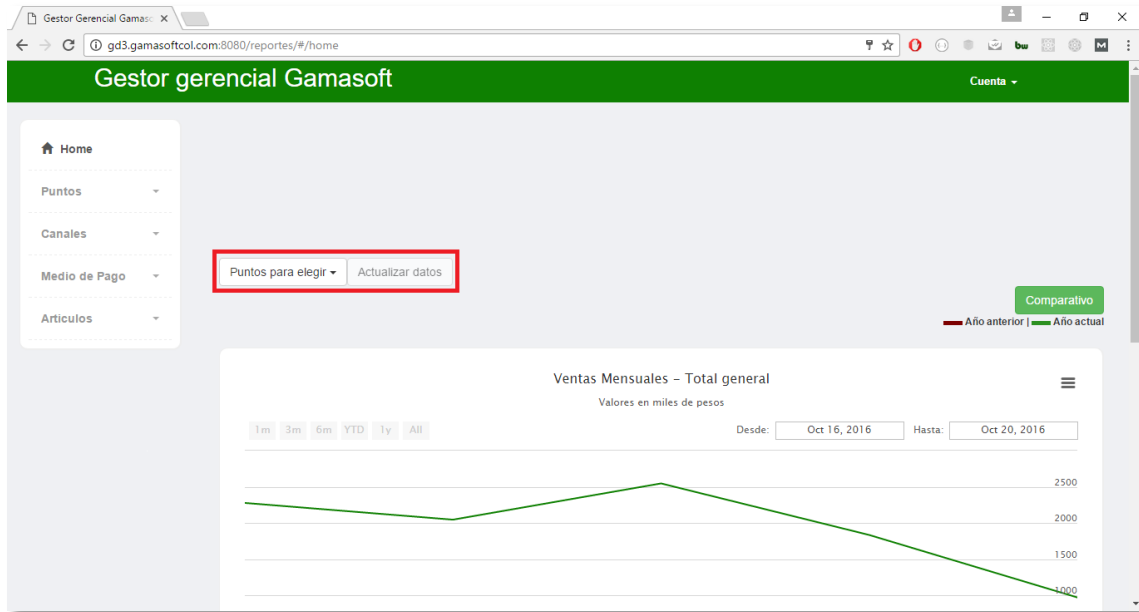 Gestor Gerencial Gamaso
gd3.gamasoftcol.com:8080/reportes/#/home
bw
M
Gestor gerencial Gamasoft
Cuenta
Home
Puntos
Canales
Medio de Pago
Articulos
Puntos para elegir
Actualizar datos
Comparativo
Año anterior | Año actual
Ventas Mensuales – Total general
Valores en miles de pesos
1m 3m 6m YTD 1y All
Desde: Oct 16, 2016 Hasta: Oct 20, 2016
2500
2000
1500
1000